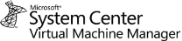 Microsoft®
System Center
Virtual Machine Manager